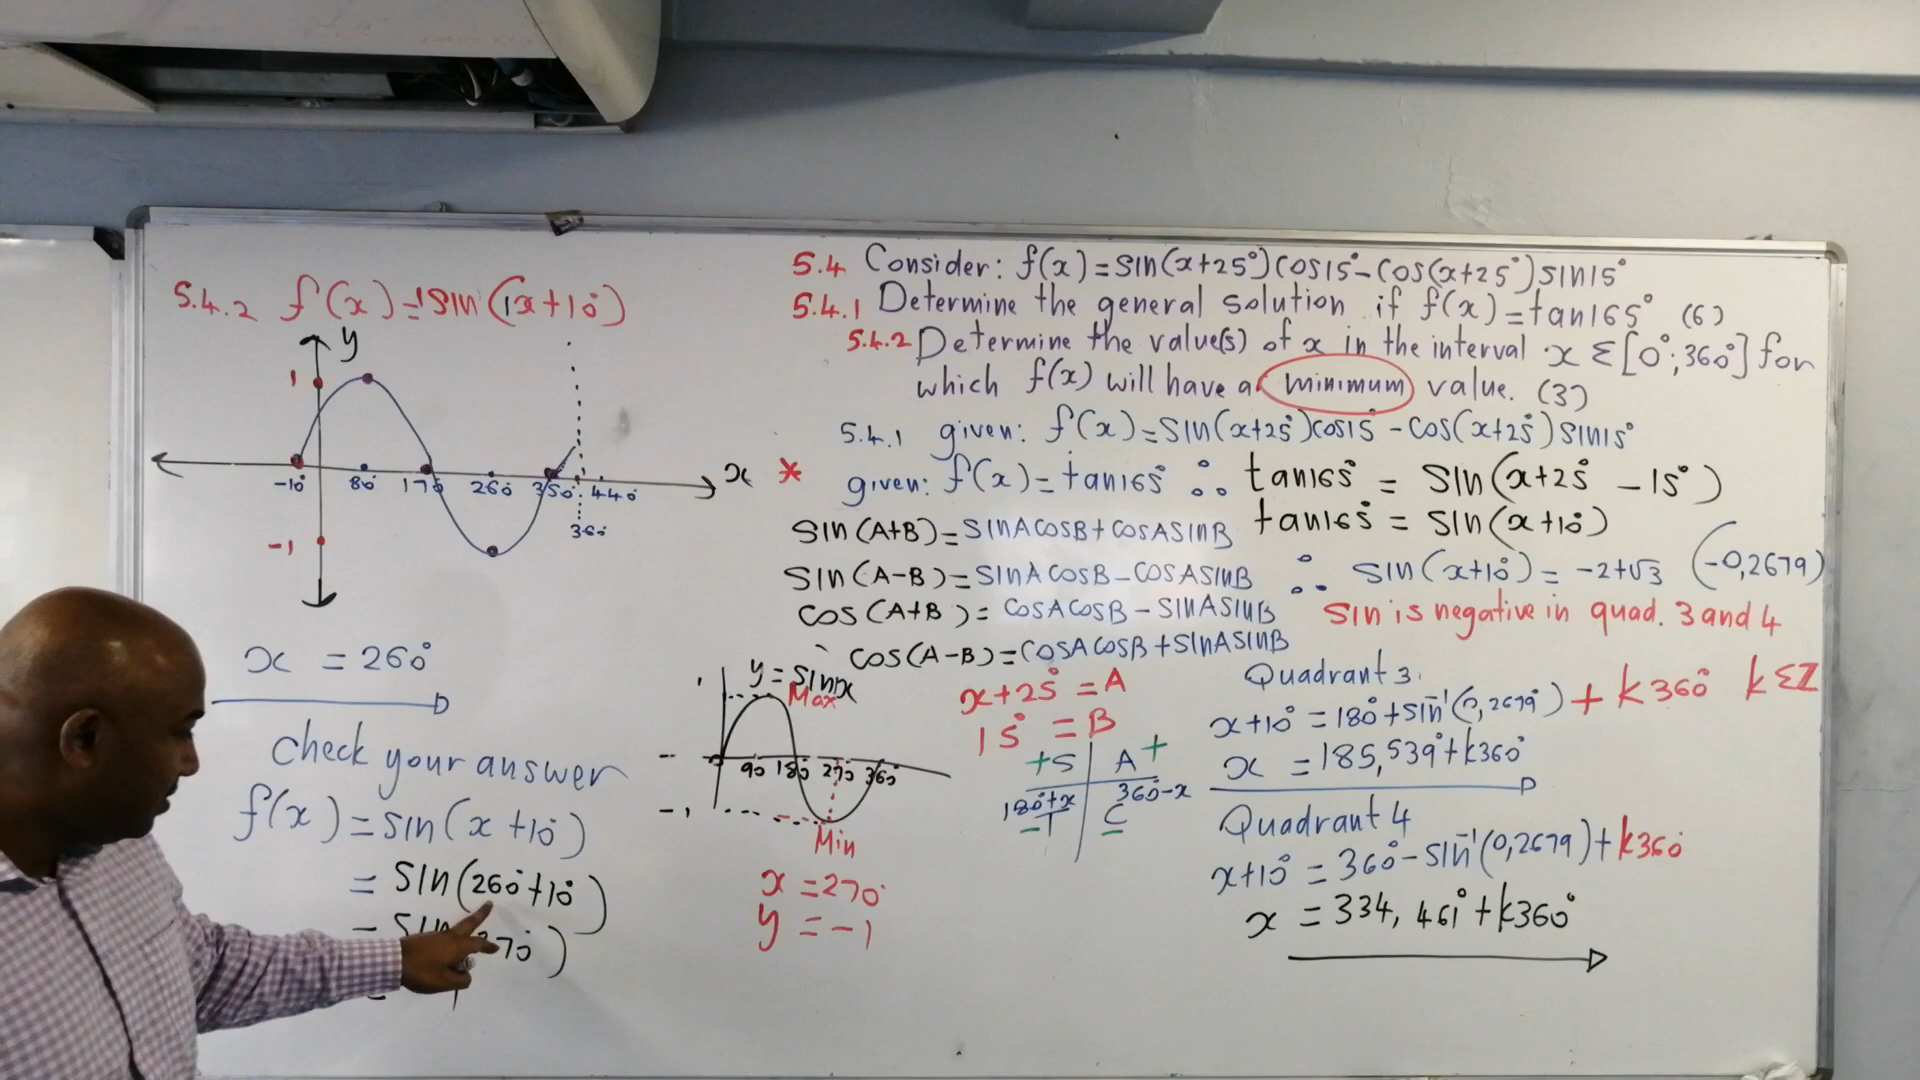 5.4.2 f(x)=1sin(1x+10°)
y
1
-10° 80° 170° 260° 350° 440° x
360
-1
x = 260°
Check your answer
f(x)=sin(x+10°)
= sin(260°+10°)
= 70°)
5.4 Consider: f(x)=sin(x+25°)cos15°-cos(x+25°)sin15°
5.4.1 Determine the general solution if f(x)=tan165° (6)
5.4.2 Determine the value(s) of x in the interval x ε[0°;360°] for
which f(x) will have a minimum value. (3)
5.4.1 given: f(x)=sin(x+25°)cos15°-cos(x+25°)sin15°
* given: f(x)=tan165° ∴ tan165° = sin(x+25°-15°)
tan165° = sin(x+10°)
sin(A+B)=sinAcosB+cosAsinB
∴ sin(x+10°)=-2+√3 (-0,2679)
sin(A-B)=sinAcosB-cosAsinB
cos(A+B)=cosAcosB-sinAsinB
cos(A-B)=cosAcosB+sinAsinB
sin is negative in quad. 3 and 4
y=sinx
Max
90 180 270 360
-1
Min
x=270°
y=-1
x+25°=A
15°=B
+S A+
180°+x 360°-x
-T C-
Quadrant 3.
x+10°=180°+sin⁻¹(0,2679)+k360° kεZ
x =185,539°+k360°
Quadrant 4
x+10°=360°-sin⁻¹(0,2679)+k360
x =334,461°+k360°